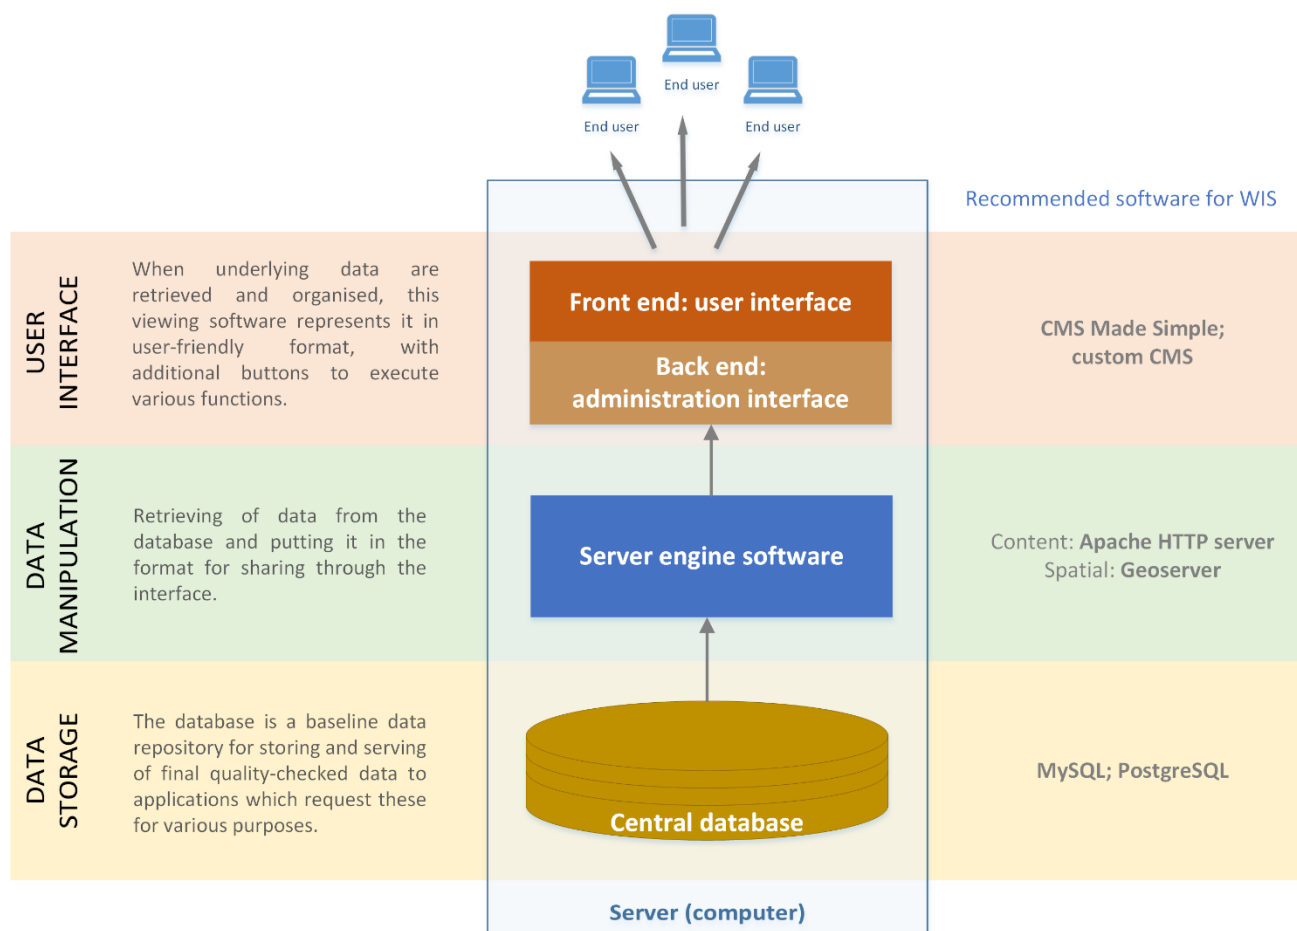 End user
End user
End user
Recommended software for WIS
USER
INTERFACE
When underlying data are
retrieved and organised, this
viewing software represents it in
user-friendly format, with
additional buttons to execute
various functions.
Front end: user interface
Back end:
administration interface
CMS Made Simple;
custom CMS
DATA
MANIPULATION
Retrieving of data from the
database and putting it in the
format for sharing through the
interface.
Server engine software
Content: Apache HTTP server
Spatial: Geoserver
DATA
STORAGE
The database is a baseline data
repository for storing and serving
of final quality-checked data to
applications which request these
for various purposes.
Central database
MySQL; PostgreSQL
Server (computer)